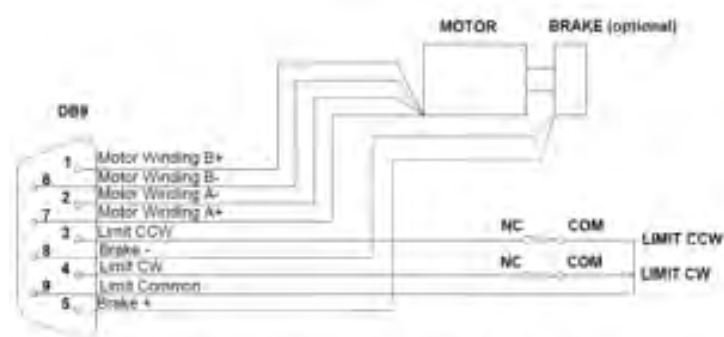 MOTOR BRAKE (optional)
DB9
1 Motor Winding B+
6 Motor Winding B-
2 Motor Winding A-
7 Motor Winding A+
3 Limit CCW NC COM LIMIT CCW
8 Brake -
4 Limit CW NC COM LIMIT CW
9 Limit Common
5 Brake +